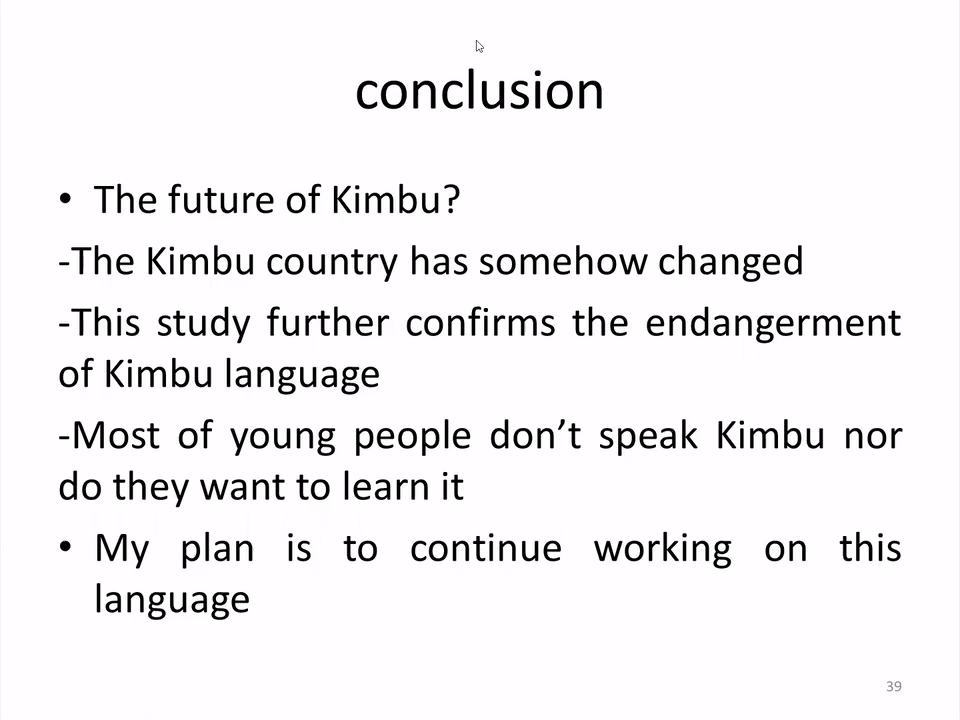 conclusion
• The future of Kimbu?
-The Kimbu country has somehow changed
-This study further confirms the endangerment
of Kimbu language
-Most of young people don’t speak Kimbu nor
do they want to learn it
• My plan is to continue working on this
language
39